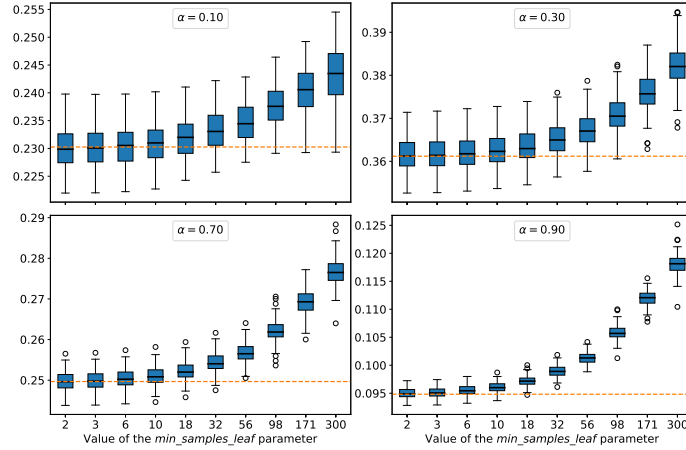 0.255
0.250
0.245
0.240
0.235
0.230
0.225
α = 0.10
0.39
0.38
0.37
0.36
α = 0.30
0.29
0.28
0.27
0.26
0.25
α = 0.70
2 3 6 10 18 32 56 98 171 300
Value of the min_samples_leaf parameter
0.125
0.120
0.115
0.110
0.105
0.100
0.095
α = 0.90
2 3 6 10 18 32 56 98 171 300
Value of the min_samples_leaf parameter